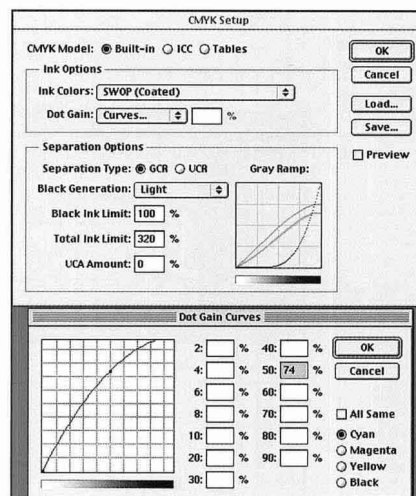 CMYK Setup
CMYK Model: Built-in ICC Tables
OK
Cancel
Load...
Save...
Preview
Ink Options
Ink Colors: SWOP (Coated)
Dot Gain: Curves... %
Separation Options
Separation Type: GCR UCR
Gray Ramp:
Black Generation: Light
Black Ink Limit: 100 %
Total Ink Limit: 320 %
UCA Amount: 0 %
Dot Gain Curves
2: % 40: %
4: % 50: 74 %
6: % 60: %
8: % 70: %
10: % 80: %
20: % 90: %
30: %
OK
Cancel
All Same
Cyan
Magenta
Yellow
Black